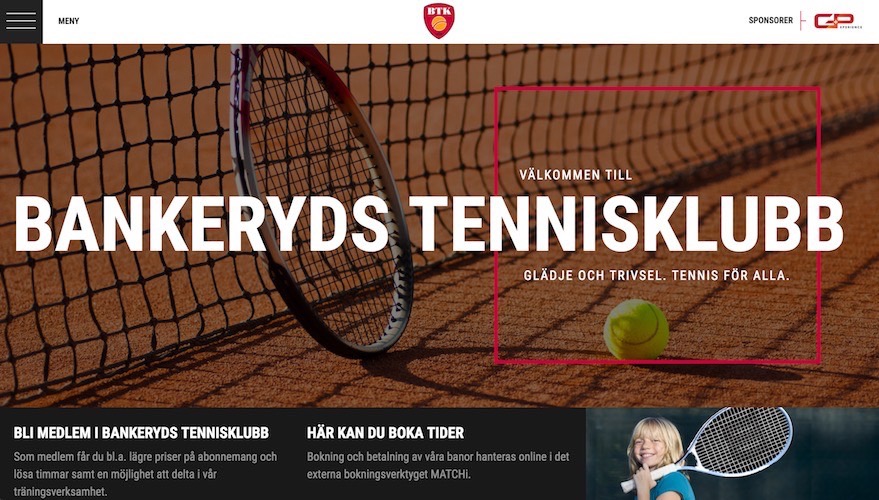 MENY
BTK
SPONSORER
VÄLKOMMEN TILL
BANKERYDS TENNISKLUBB
GLÄDJE OCH TRIVSEL. TENNIS FÖR ALLA.
BLI MEDLEM I BANKERYDS TENNISKLUBB
Som medlem får du bl.a. lägre priser på abonnemang och
lösa timmar samt en möjlighet att delta i vår
träningsverksamhet.
HÄR KAN DU BOKA TIDER
Bokning och betalning av våra banor hanteras online i det
externa bokningsverktyget MATCHi.